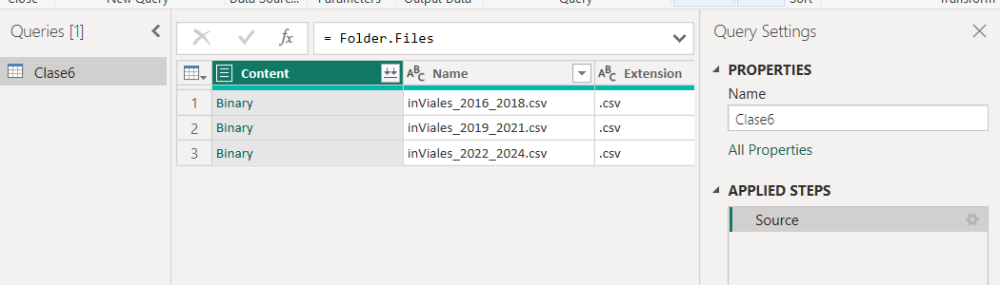 Close New Query Data Sourc... Parameters Output Data Query Sort Transform
Queries [1]
= Folder.Files
Query Settings
Clase6
Content
Name
Extension
1 Binary inViales_2016_2018.csv .csv
2 Binary inViales_2019_2021.csv .csv
3 Binary inViales_2022_2024.csv .csv
PROPERTIES
Name
Clase6
All Properties
APPLIED STEPS
Source